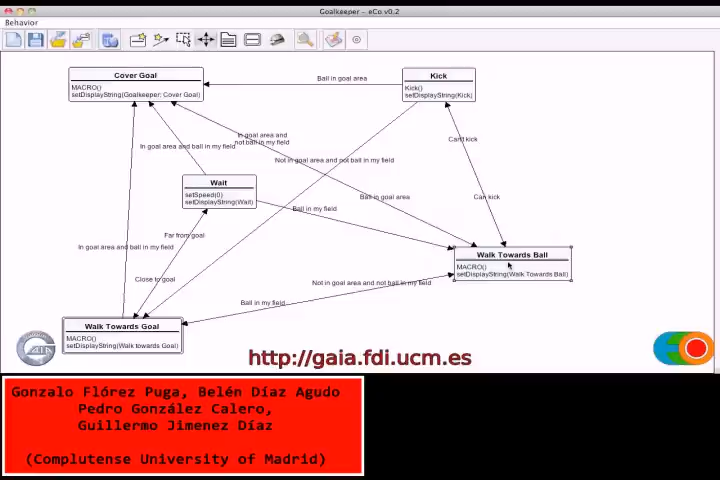 Goalkeeper – eCo v0.2
Behavior
Cover Goal
MACRO()
setDisplayString(Goalkeeper: Cover Goal)
Ball in goal area
Kick
Kick()
setDisplayString(Kick)
In goal area and
not ball in my field
Can't kick
In goal area and ball in my field
Not in goal area and not ball in my field
Wait
setSpeed(0)
setDisplayString(Wait)
Ball in goal area
Can kick
Ball in my field
Far from goal
In goal area and ball in my field
Walk Towards Ball
MACRO()
setDisplayString(Walk Towards Ball)
Close to goal
Not in goal area and not ball in my field
Ball in my field
Walk Towards Goal
MACRO()
setDisplayString(Walk towards Goal)
GAIA
http://gaia.fdi.ucm.es
Gonzalo Flórez Puga, Belén Díaz Agudo
Pedro González Calero,
Guillermo Jimenez Díaz
(Complutense University of Madrid)